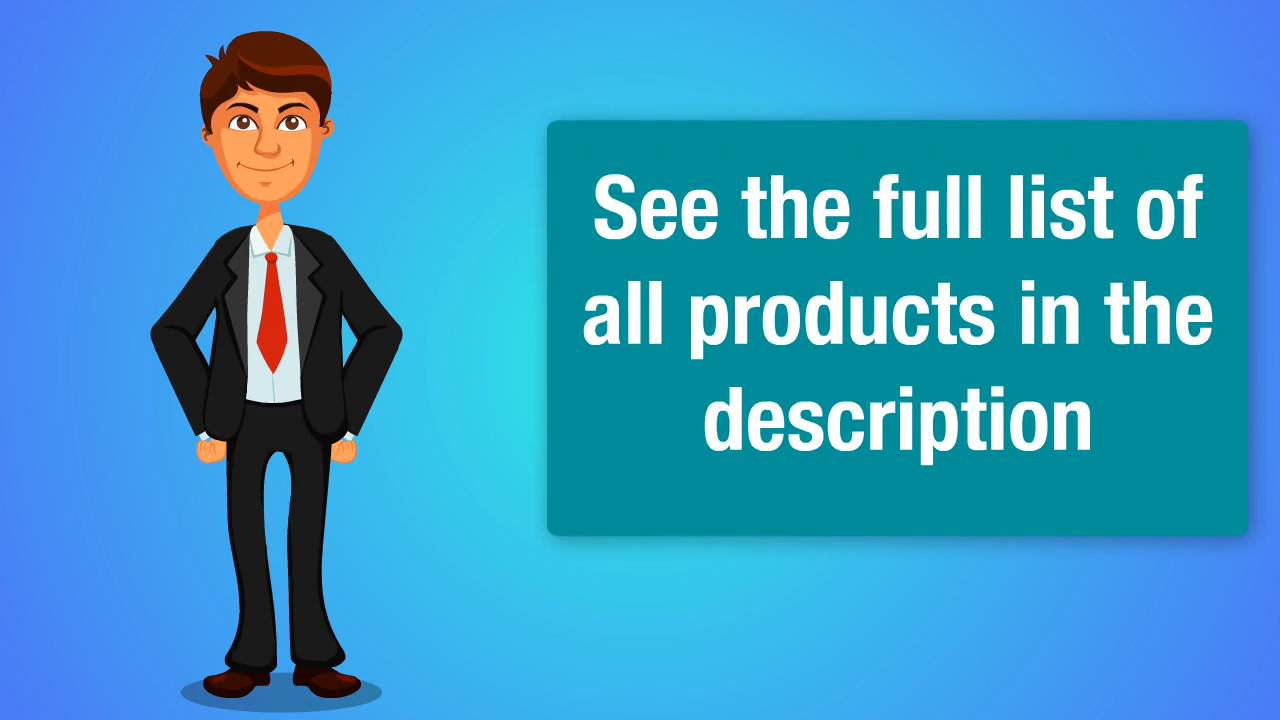 See the full list of
all products in the
description